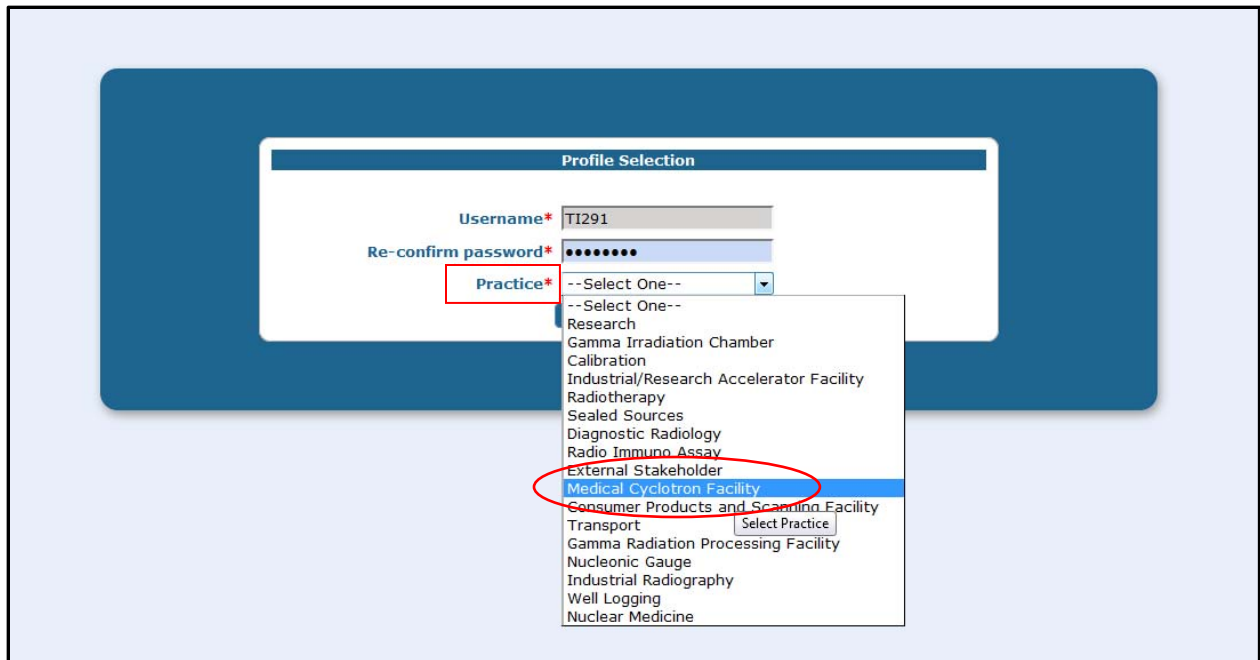 Profile Selection
Username* TI291
Re-confirm password* ••••••••
Practice* --Select One--
--Select One--
Research
Gamma Irradiation Chamber
Calibration
Industrial/Research Accelerator Facility
Radiotherapy
Sealed Sources
Diagnostic Radiology
Radio Immuno Assay
External Stakeholder
Medical Cyclotron Facility
Consumer Products and Scanning Facility
Transport
Select Practice
Gamma Radiation Processing Facility
Nucleonic Gauge
Industrial Radiography
Well Logging
Nuclear Medicine